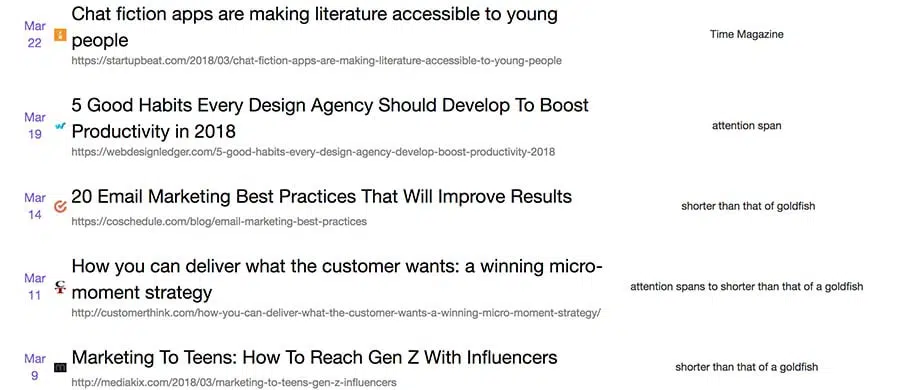 Mar
22
Chat fiction apps are making literature accessible to young
people
https://startupbeat.com/2018/03/chat-fiction-apps-are-making-literature-accessible-to-young-people
Time Magazine
Mar
19
5 Good Habits Every Design Agency Should Develop To Boost
Productivity in 2018
https://webdesignledger.com/5-good-habits-every-design-agency-develop-boost-productivity-2018
attention span
Mar
14
20 Email Marketing Best Practices That Will Improve Results
https://coschedule.com/blog/email-marketing-best-practices
shorter than that of goldfish
Mar
11
How you can deliver what the customer wants: a winning micro-
moment strategy
http://customerthink.com/how-you-can-deliver-what-the-customer-wants-a-winning-micro-moment-strategy/
attention spans to shorter than that of a goldfish
Mar
9
Marketing To Teens: How To Reach Gen Z With Influencers
http://mediakix.com/2018/03/marketing-to-teens-gen-z-influencers
shorter than that of a goldfish